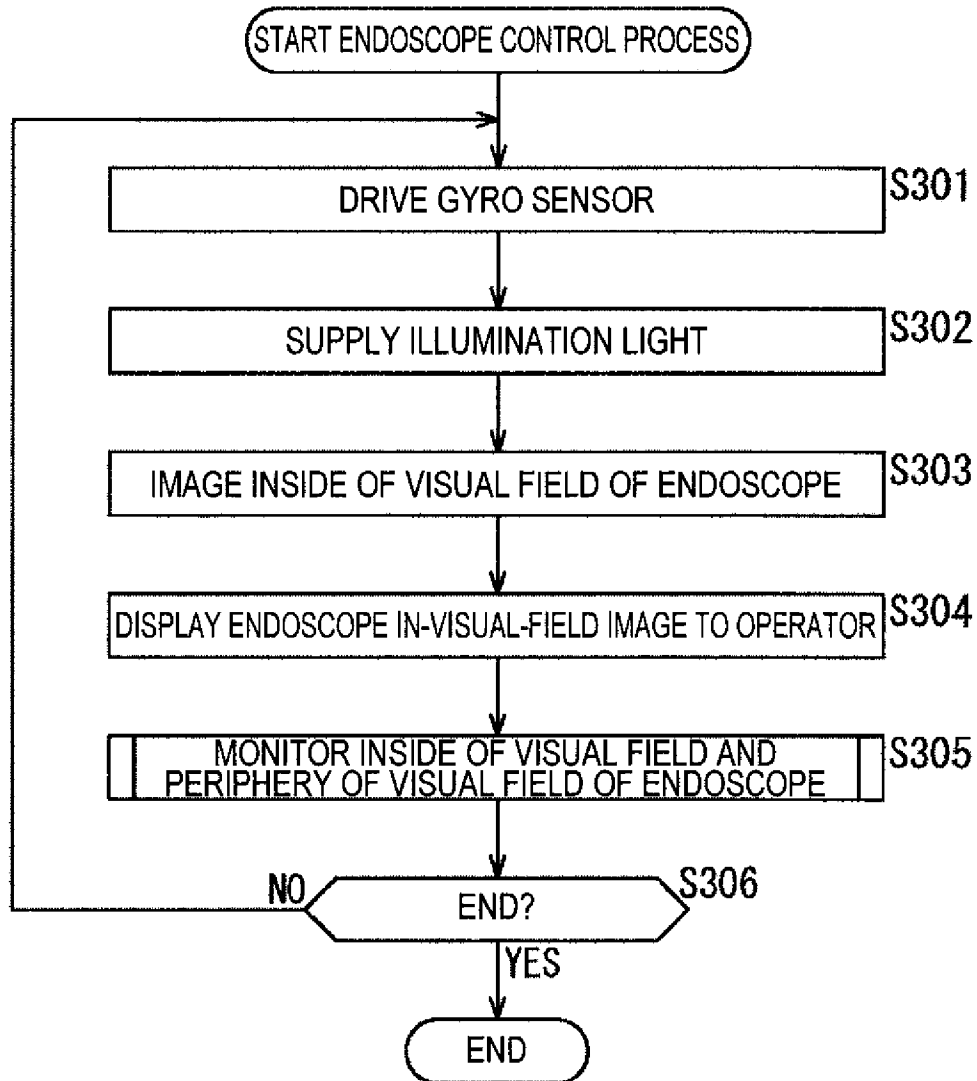 START ENDOSCOPE CONTROL PROCESS
DRIVE GYRO SENSOR
S301
SUPPLY ILLUMINATION LIGHT
S302
IMAGE INSIDE OF VISUAL FIELD OF ENDOSCOPE
S303
DISPLAY ENDOSCOPE IN-VISUAL-FIELD IMAGE TO OPERATOR
S304
MONITOR INSIDE OF VISUAL FIELD AND
PERIPHERY OF VISUAL FIELD OF ENDOSCOPE
S305
NO
END?
S306
YES
END